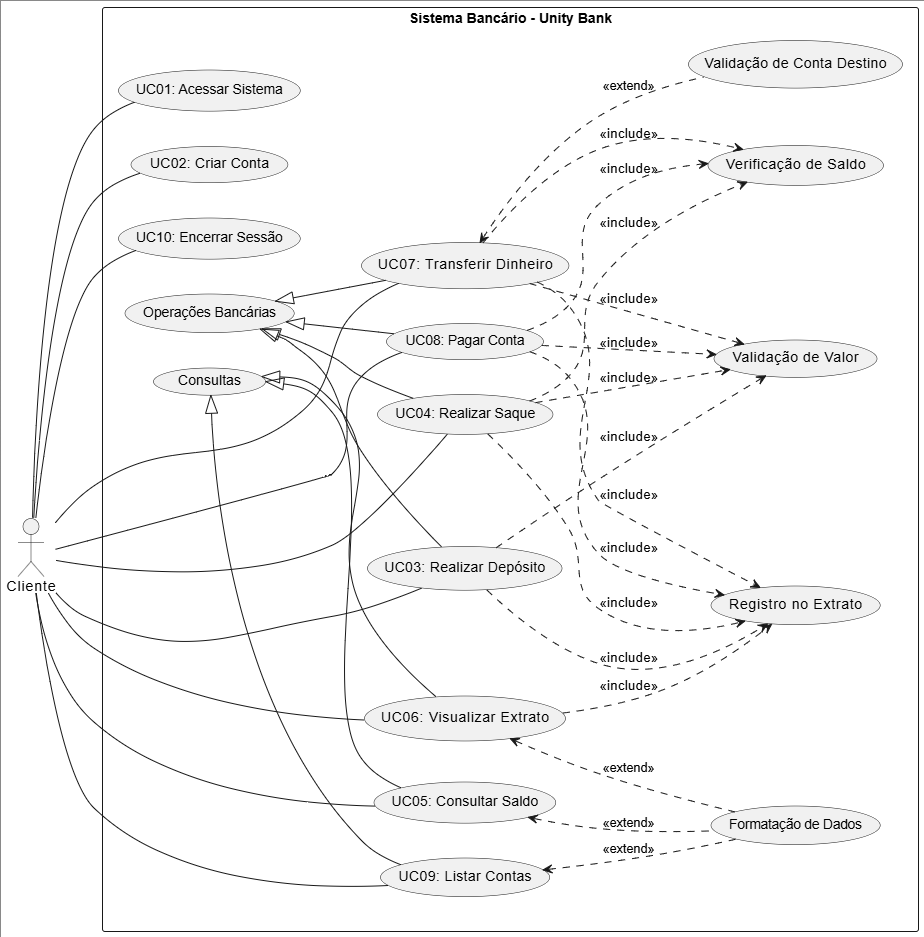 Sistema Bancário - Unity Bank
Validação de Conta Destino
«extend»
UC01: Acessar Sistema
«include»
UC02: Criar Conta
Verificação de Saldo
«include»
«include»
UC10: Encerrar Sessão
UC07: Transferir Dinheiro
«include»
Operações Bancárias
UC08: Pagar Conta
«include»
Validação de Valor
Consultas
«include»
UC04: Realizar Saque
«include»
«include»
«include»
UC03: Realizar Depósito
Cliente
«include»
Registro no Extrato
«include»
«include»
UC06: Visualizar Extrato
«extend»
UC05: Consultar Saldo
«extend»
Formatação de Dados
«extend»
UC09: Listar Contas